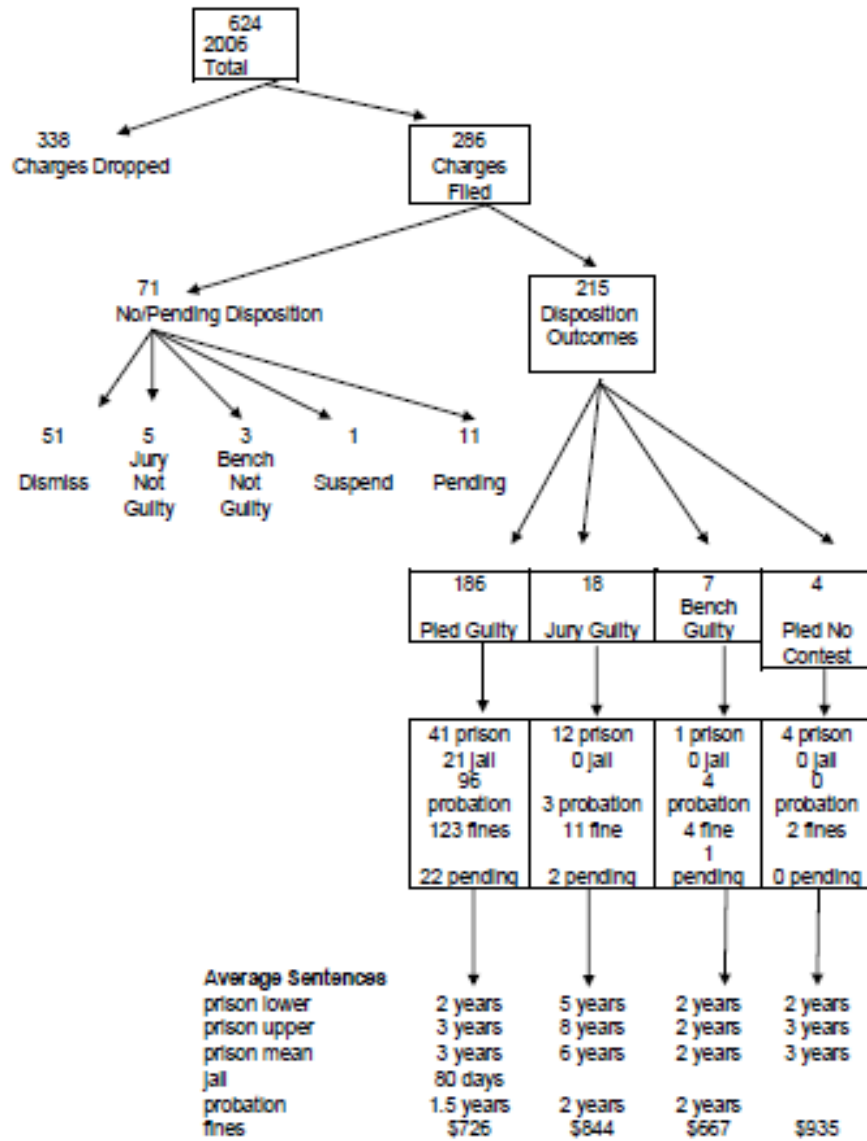 624
2006
Total
338
Charges Dropped
286
Charges
Filed
71
No/Pending Disposition
215
Disposition
Outcomes
51
Dismiss
5
Jury
Not
Guilty
3
Bench
Not
Guilty
1
Suspend
11
Pending
186
Pled Guilty
18
Jury Guilty
7
Bench
Guilty
4
Pled No
Contest
41 prison
21 jail
96
probation
123 fines
22 pending
12 prison
0 jail
3 probation
11 fine
2 pending
1 prison
0 jail
4
probation
4 fine
1
pending
4 prison
0 jail
0
probation
2 fines
0 pending
Average Sentences
prison lower 2 years 5 years 2 years 2 years
prison upper 3 years 8 years 2 years 3 years
prison mean 3 years 6 years 2 years 3 years
jail 80 days
probation 1.5 years 2 years 2 years
fines $726 $844 $667 $935